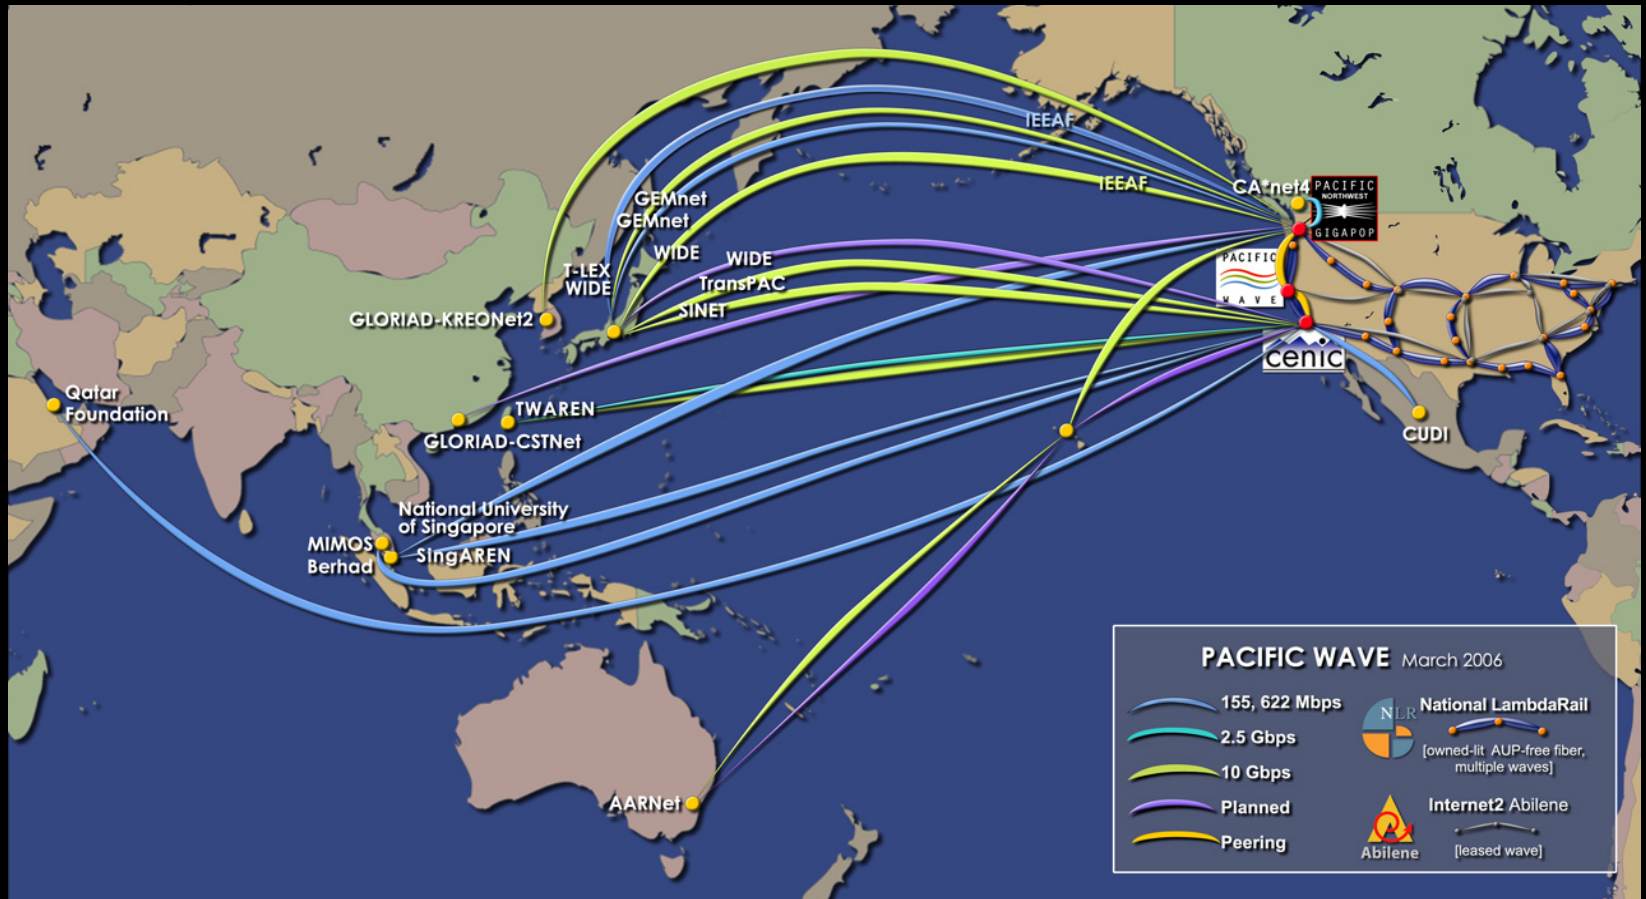 IEEAF
IEEAF
CA*net4
PACIFIC
NORTHWEST
GIGAPOP
GEMnet
GEMnet
WIDE
WIDE
T-LEX
WIDE
TransPAC
SINET
PACIFIC
WAVE
GLORIAD-KREONet2
cenic
Qatar
Foundation
TWAREN
GLORIAD-CSTNet
CUDI
National University
of Singapore
MIMOS
Berhad
SingAREN
AARNet
PACIFIC WAVE March 2006
155, 622 Mbps
2.5 Gbps
10 Gbps
Planned
Peering
NLR
National LambdaRail
[owned-lit AUP-free fiber,
multiple waves]
Internet2 Abilene
Abilene
[leased wave]